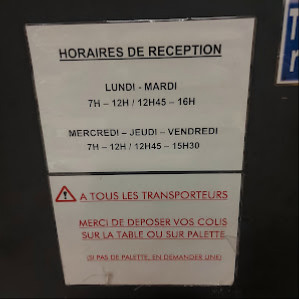 HORAIRES DE RECEPTION
LUNDI - MARDI
7H – 12H / 12H45 – 16H
MERCREDI – JEUDI – VENDREDI
7H – 12H / 12H45 – 15H30
A TOUS LES TRANSPORTEURS
MERCI DE DEPOSER VOS COLIS
SUR LA TABLE OU SUR PALETTE
(SI PAS DE PALETTE, EN DEMANDER UNE)